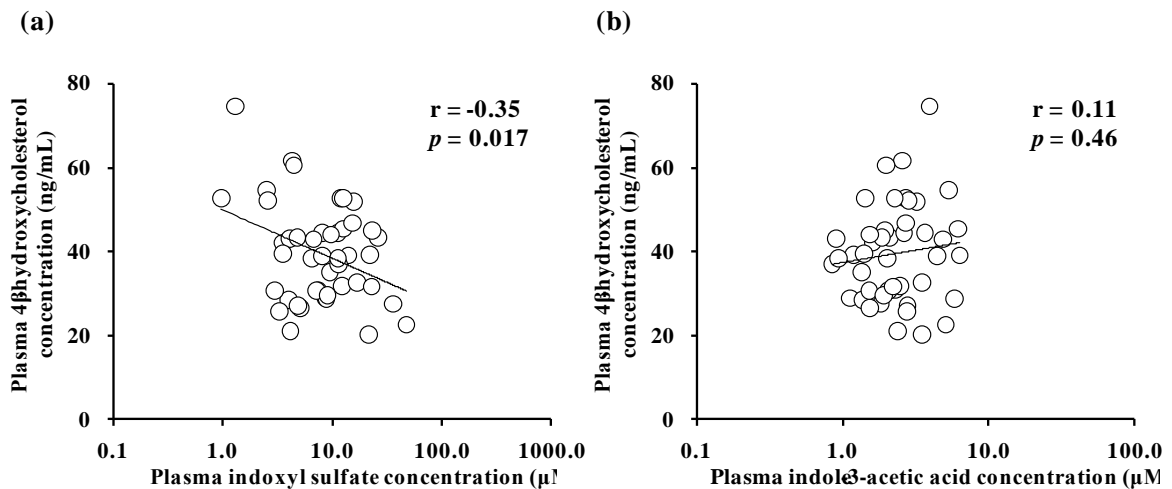 (a)
(b)
80
60
40
20
0
0.1
1.0
10.0
100.0
1000.0
Plasma 4βhydroxycholesterol
concentration (ng/mL)
Plasma indoxyl sulfate concentration (μM
r = -0.35
p = 0.017
80
60
40
20
0
0.1
1.0
10.0
100.0
Plasma 4βhydroxycholesterol
concentration (ng/mL)
Plasma indole3-acetic acid concentration (μM
r = 0.11
p = 0.46